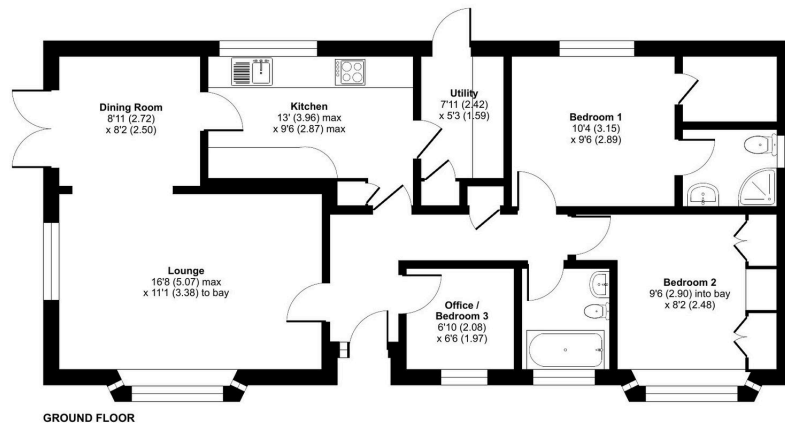 Dining Room
8'11 (2.72)
x 8'2 (2.50)
Kitchen
13' (3.96) max
x 9'6 (2.87) max
Utility
7'11 (2.42)
x 5'3 (1.59)
Bedroom 1
10'4 (3.15)
x 9'6 (2.89)
Lounge
16'8 (5.07) max
x 11'1 (3.38) to bay
Office /
Bedroom 3
6'10 (2.08)
x 6'6 (1.97)
Bedroom 2
9'6 (2.90) into bay
x 8'2 (2.48)
GROUND FLOOR